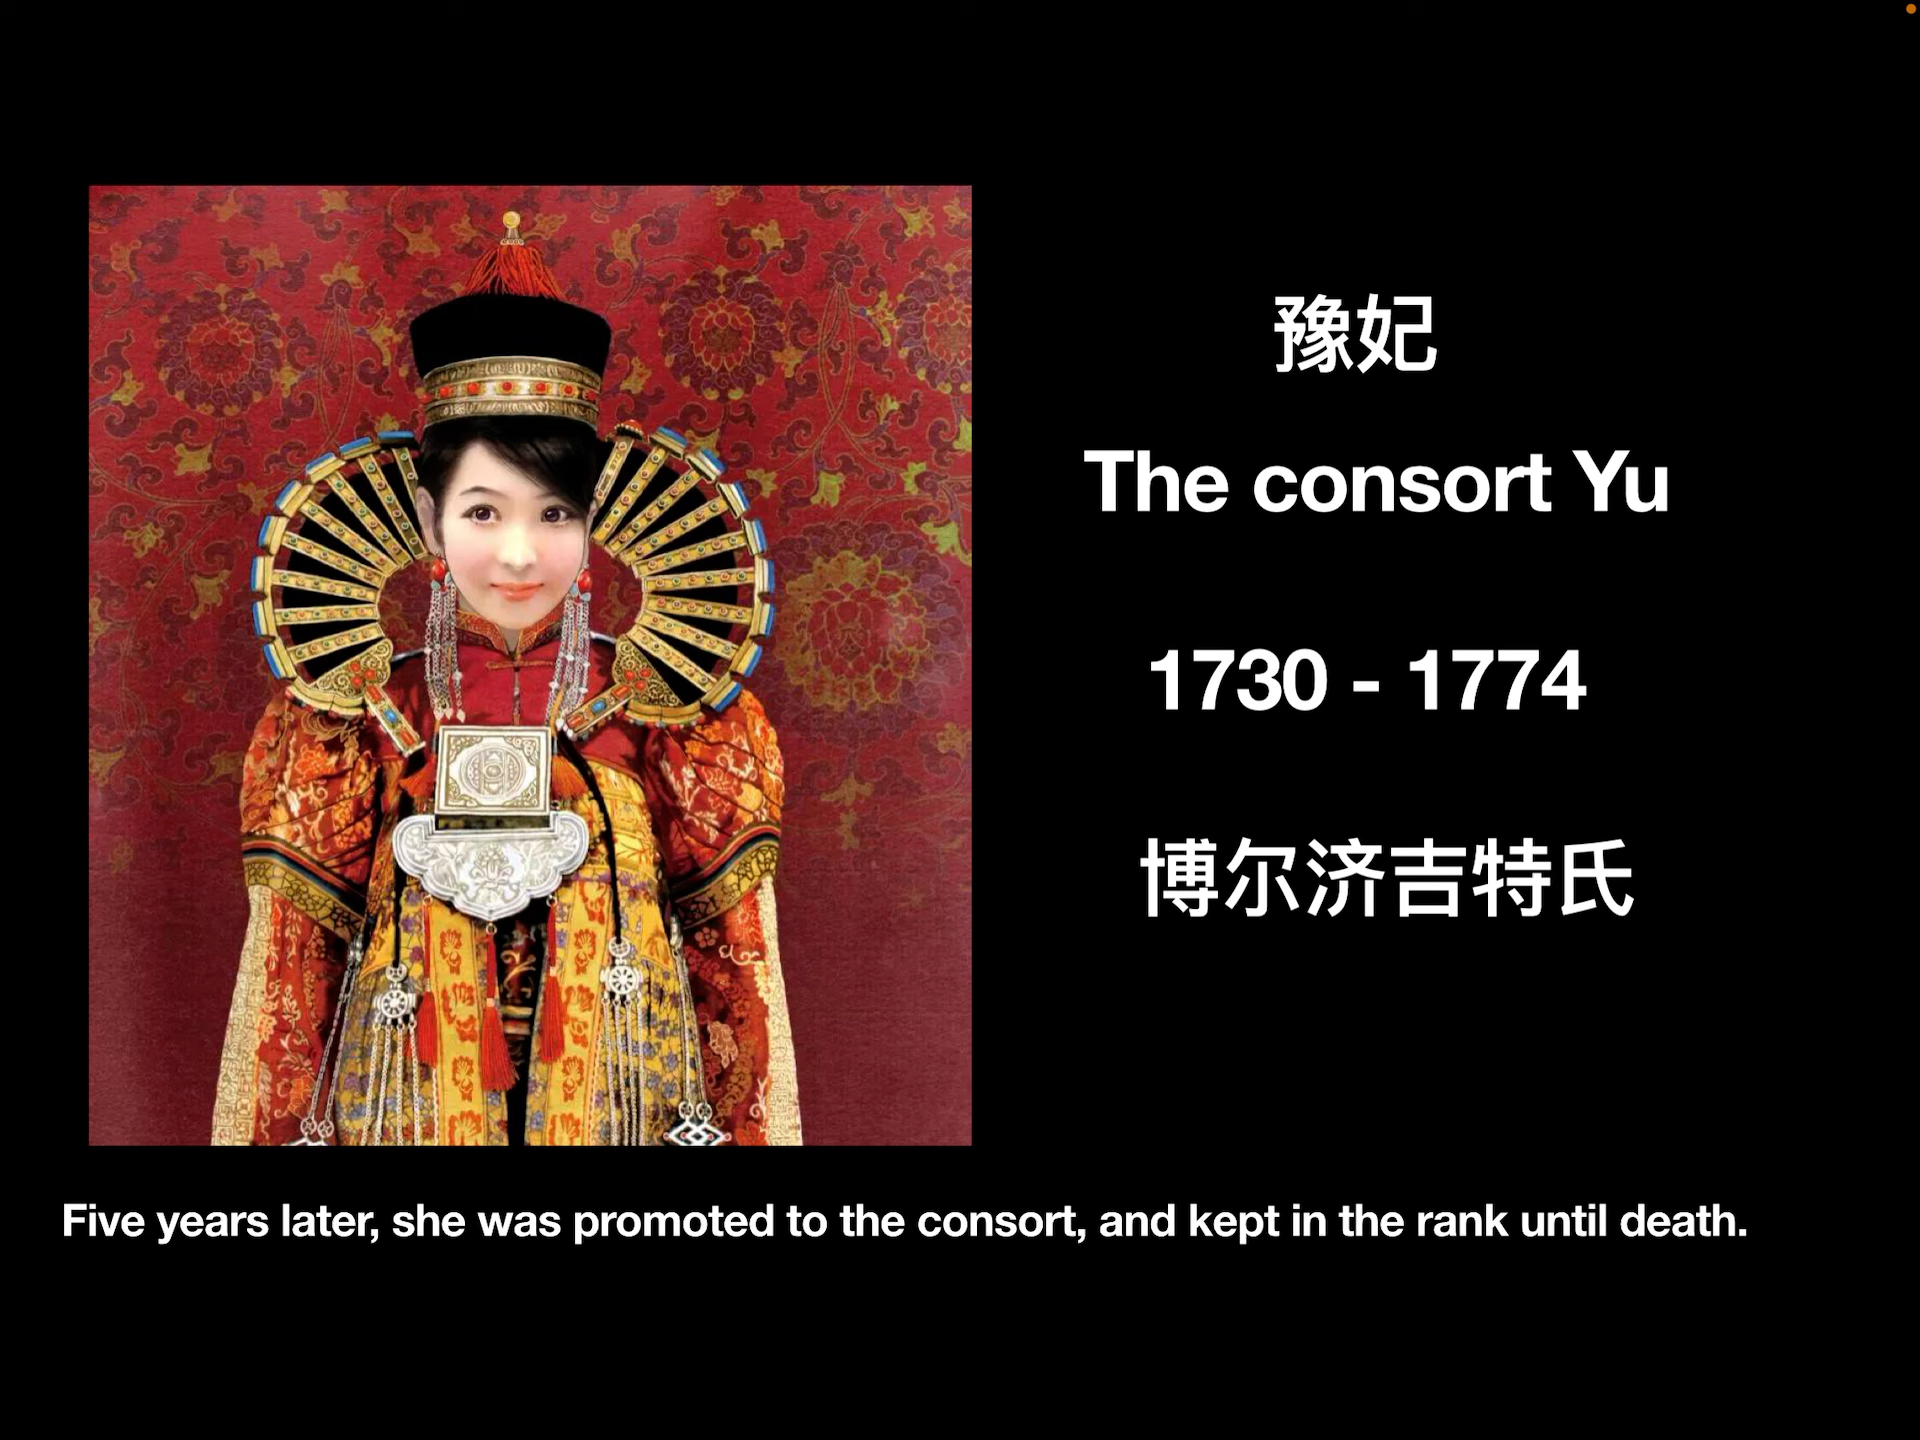 豫妃
The consort Yu
1730 - 1774
博尔济吉特氏
Five years later, she was promoted to the consort, and kept in the rank until death.